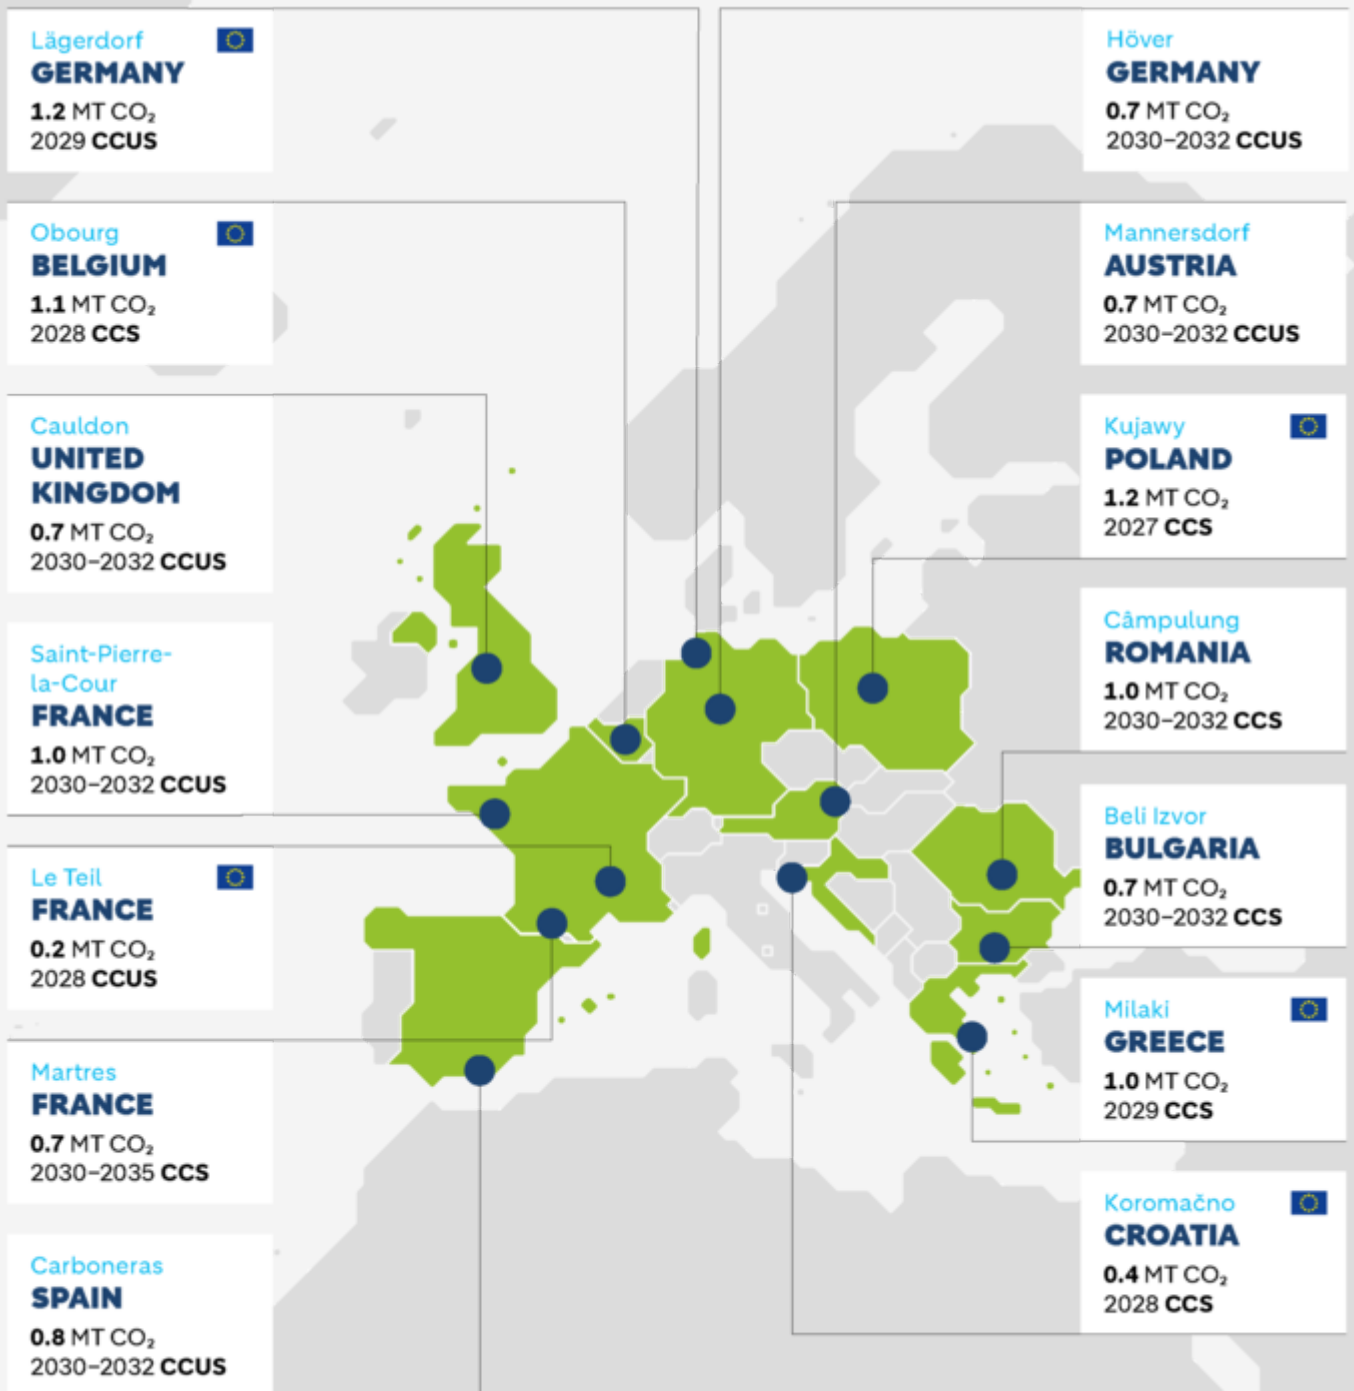 Lägerdorf
GERMANY
1.2 MT CO₂
2029 CCUS
Obourg
BELGIUM
1.1 MT CO₂
2028 CCS
Cauldon
UNITED
KINGDOM
0.7 MT CO₂
2030–2032 CCUS
Saint-Pierre-
la-Cour
FRANCE
1.0 MT CO₂
2030–2032 CCUS
Le Teil
FRANCE
0.2 MT CO₂
2028 CCUS
Martres
FRANCE
0.7 MT CO₂
2030–2035 CCS
Carboneras
SPAIN
0.8 MT CO₂
2030–2032 CCUS
Höver
GERMANY
0.7 MT CO₂
2030–2032 CCUS
Mannersdorf
AUSTRIA
0.7 MT CO₂
2030–2032 CCUS
Kujawy
POLAND
1.2 MT CO₂
2027 CCS
Câmpulung
ROMANIA
1.0 MT CO₂
2030–2032 CCS
Beli Izvor
BULGARIA
0.7 MT CO₂
2030–2032 CCS
Milaki
GREECE
1.0 MT CO₂
2029 CCS
Koromačno
CROATIA
0.4 MT CO₂
2028 CCS